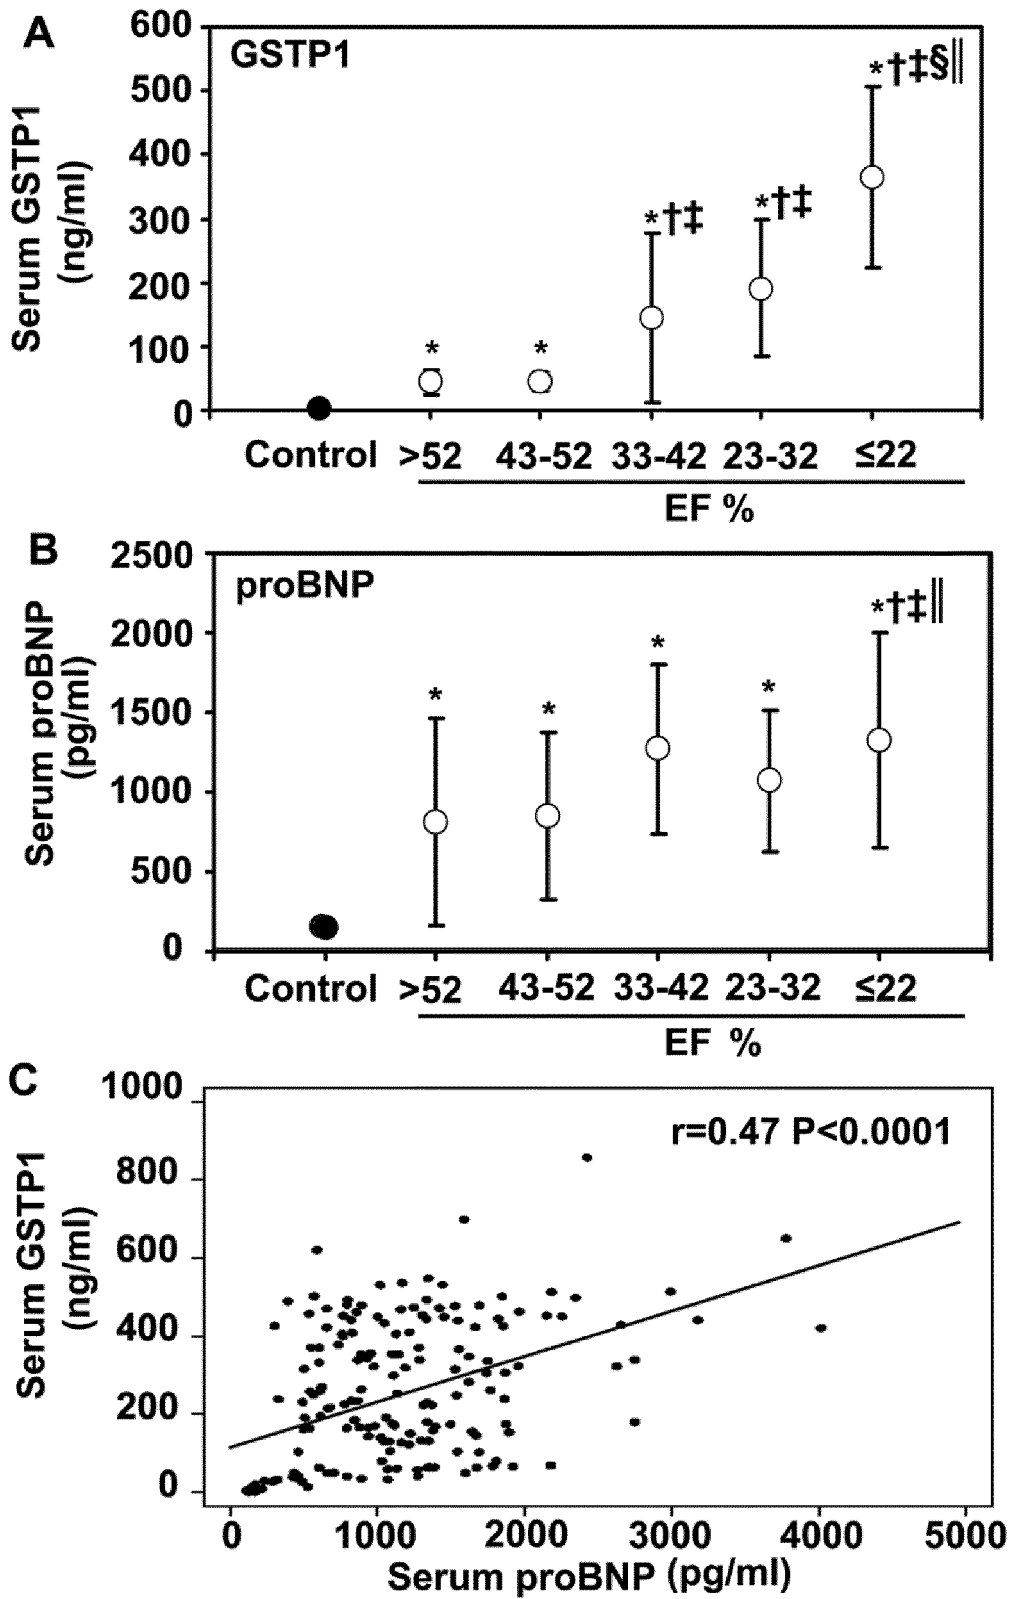 A
GSTP1
Serum GSTP1
(ng/ml)
600
500
400
300
200
100
0
*
*
*†‡
*†‡
*†‡§||
Control >52 43-52 33-42 23-32 ≤22
EF %
B
proBNP
Serum proBNP
(pg/ml)
2500
2000
1500
1000
500
0
*
*
*
*
*†‡||
Control >52 43-52 33-42 23-32 ≤22
EF %
C
r=0.47 P<0.0001
Serum GSTP1
(ng/ml)
1000
800
600
400
200
0
0 1000 2000 3000 4000 5000
Serum proBNP (pg/ml)